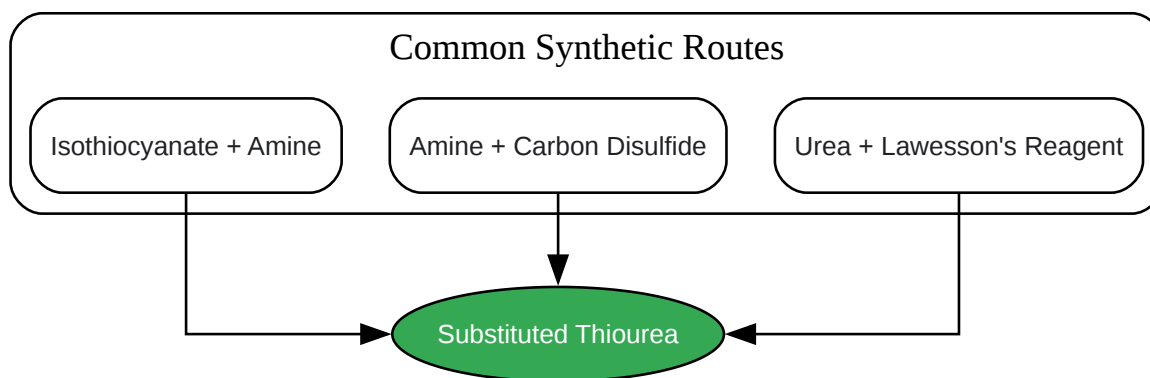 Common Synthetic Routes
Isothiocyanate + Amine
Amine + Carbon Disulfide
Urea + Lawesson's Reagent
Substituted Thiourea